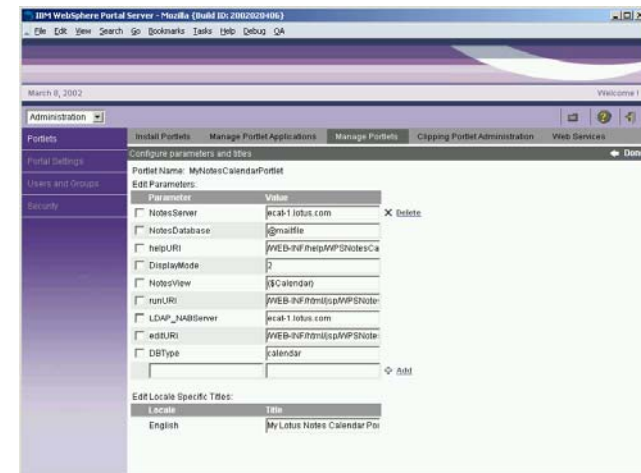 IBM WebSphere Portal Server - Mozilla {Build ID: 2002020406}
File Edit View Search Go Bookmarks Tasks Help Debug QA
March 8, 2002 Welcome !
Administration
Portlets Install Portlets Manage Portlet Applications Manage Portlets Clipping Portlet Administration Web Services
Configure parameters and titles Don
Portal Settings
Users and Groups
Security
Portlet Name: MyNotesCalendarPortlet
Edit Parameters:
Parameter Value
NotesServer ecat-1.lotus.com Delete
NotesDatabase @mailfile
helpURI /WEB-INF/help/WPSNotesCa
DisplayMode 2
NotesView ($Calendar)
runURI /WEB-INF/html/jsp/WPSNote
LDAP_NABServer ecat-1.lotus.com
editURI /WEB-INF/html/jsp/WPSNote
DBType calendar
Add
Edit Locale Specific Titles:
Locale Title
English My Lotus Notes Calendar Por